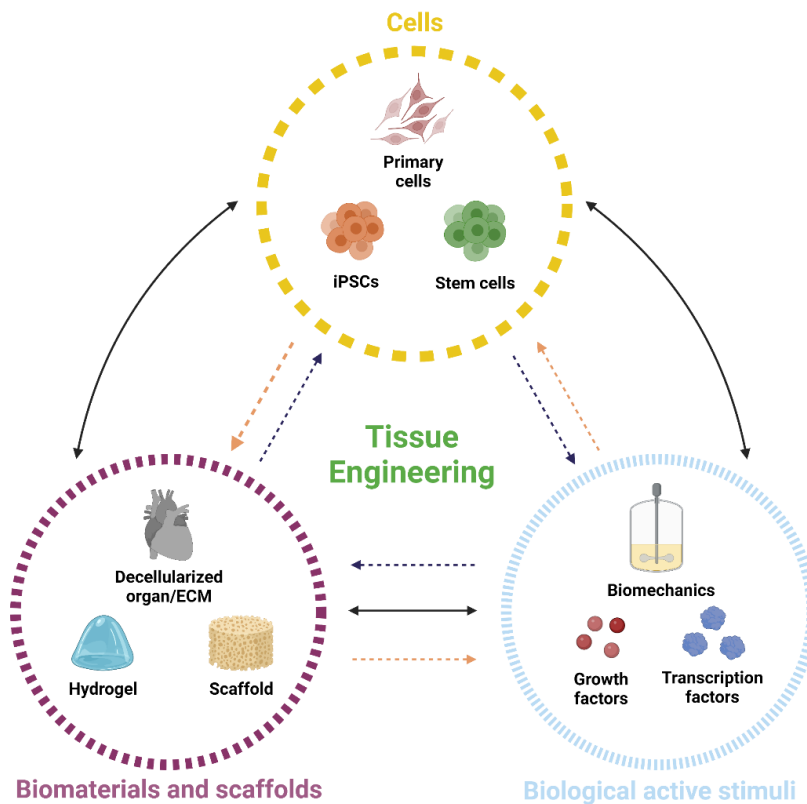 Cells
Primary
cells
iPSCs
Stem cells
Tissue
Engineering
Decellularized
organ/ECM
Hydrogel
Scaffold
Biomechanics
Growth
factors
Transcription
factors
Biomaterials and scaffolds
Biological active stimuli